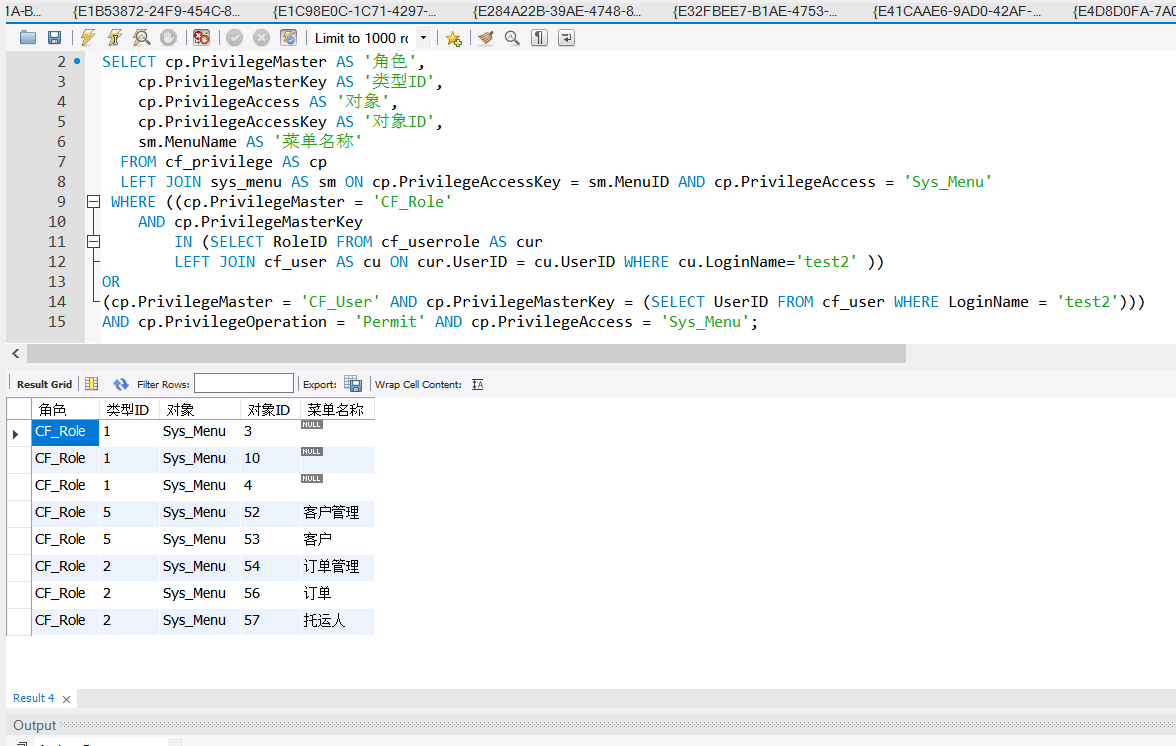 1A-B... {E1B53872-24F9-454C-8... {E1C98E0C-1C71-4297-... {E284A22B-39AE-4748-8... {E32FBEE7-B1AE-4753-... {E41CAAE6-9AD0-42AF-... {E4D8D0FA-7A0
Limit to 1000 rc
2 SELECT cp.PrivilegeMaster AS '角色',
3 cp.PrivilegeMasterKey AS '类型ID',
4 cp.PrivilegeAccess AS '对象',
5 cp.PrivilegeAccessKey AS '对象ID',
6 sm.MenuName AS '菜单名称'
7 FROM cf_privilege AS cp
8 LEFT JOIN sys_menu AS sm ON cp.PrivilegeAccessKey = sm.MenuID AND cp.PrivilegeAccess = 'Sys_Menu'
9 WHERE ((cp.PrivilegeMaster = 'CF_Role'
10 AND cp.PrivilegeMasterKey
11 IN (SELECT RoleID FROM cf_userrole AS cur
12 LEFT JOIN cf_user AS cu ON cur.UserID = cu.UserID WHERE cu.LoginName='test2' ))
13 OR
14 (cp.PrivilegeMaster = 'CF_User' AND cp.PrivilegeMasterKey = (SELECT UserID FROM cf_user WHERE LoginName = 'test2')))
15 AND cp.PrivilegeOperation = 'Permit' AND cp.PrivilegeAccess = 'Sys_Menu';
Result Grid Filter Rows: Export: Wrap Cell Content: IA
角色 类型ID 对象 对象ID 菜单名称
CF_Role 1 Sys_Menu 3 NULL
CF_Role 1 Sys_Menu 10 NULL
CF_Role 1 Sys_Menu 4 NULL
CF_Role 5 Sys_Menu 52 客户管理
CF_Role 5 Sys_Menu 53 客户
CF_Role 2 Sys_Menu 54 订单管理
CF_Role 2 Sys_Menu 56 订单
CF_Role 2 Sys_Menu 57 托运人
Result 4
Output